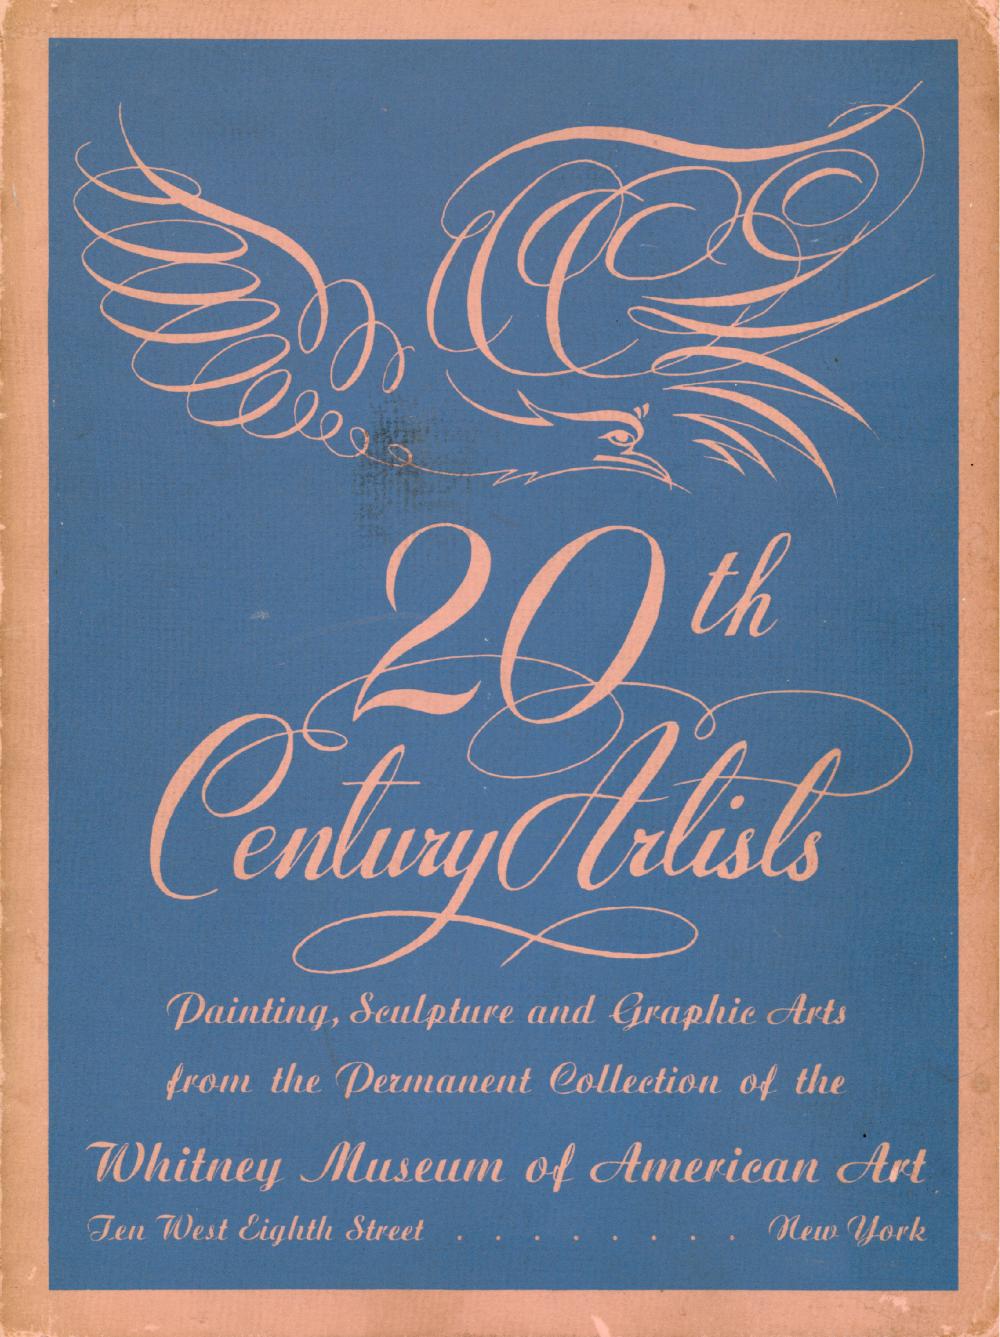 20th
Century Artists
Painting, Sculpture and Graphic Arts
from the Permanent Collection of the
Whitney Museum of American Art
Ten West Eighth Street . . . . . . . . . New York